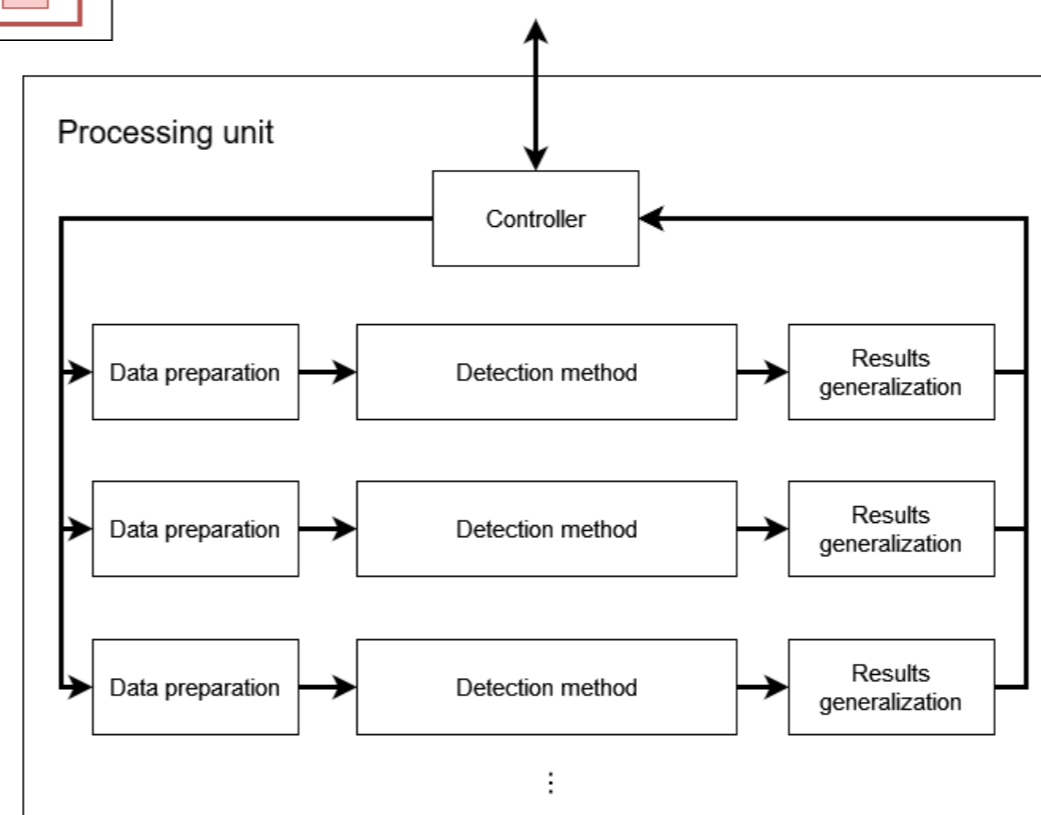 Processing unit
Controller
Data preparation
Detection method
Results
generalization
Data preparation
Detection method
Results
generalization
Data preparation
Detection method
Results
generalization
⋮